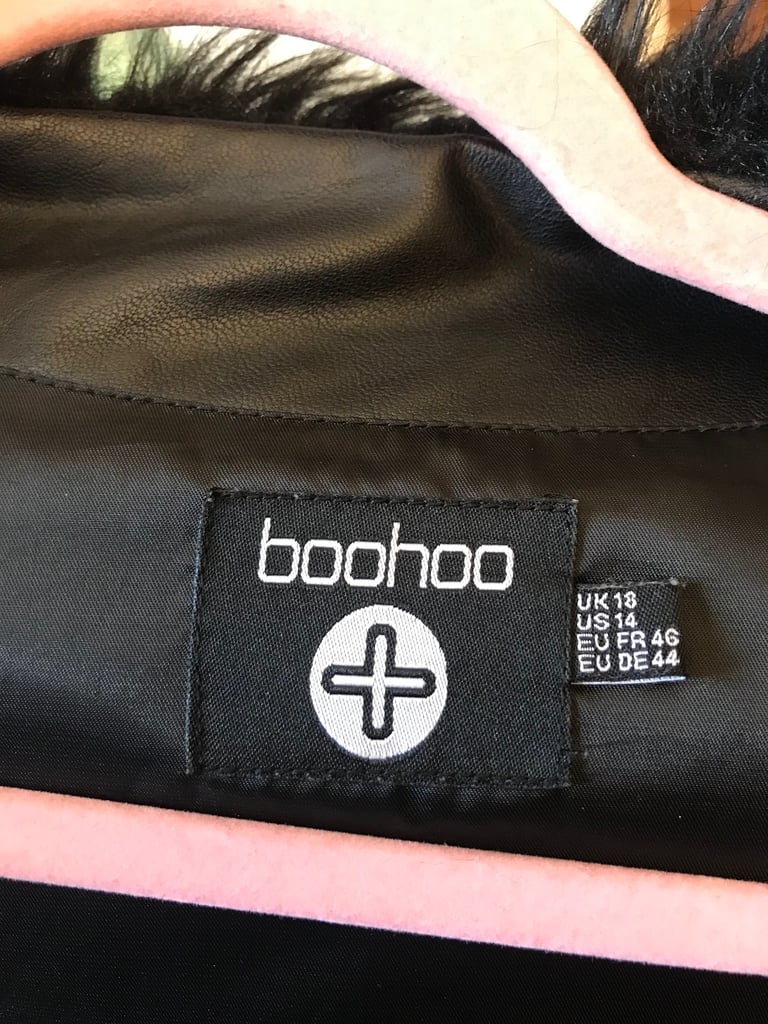 boohoo
UK 18
US 14
EU FR 46
EU DE 44